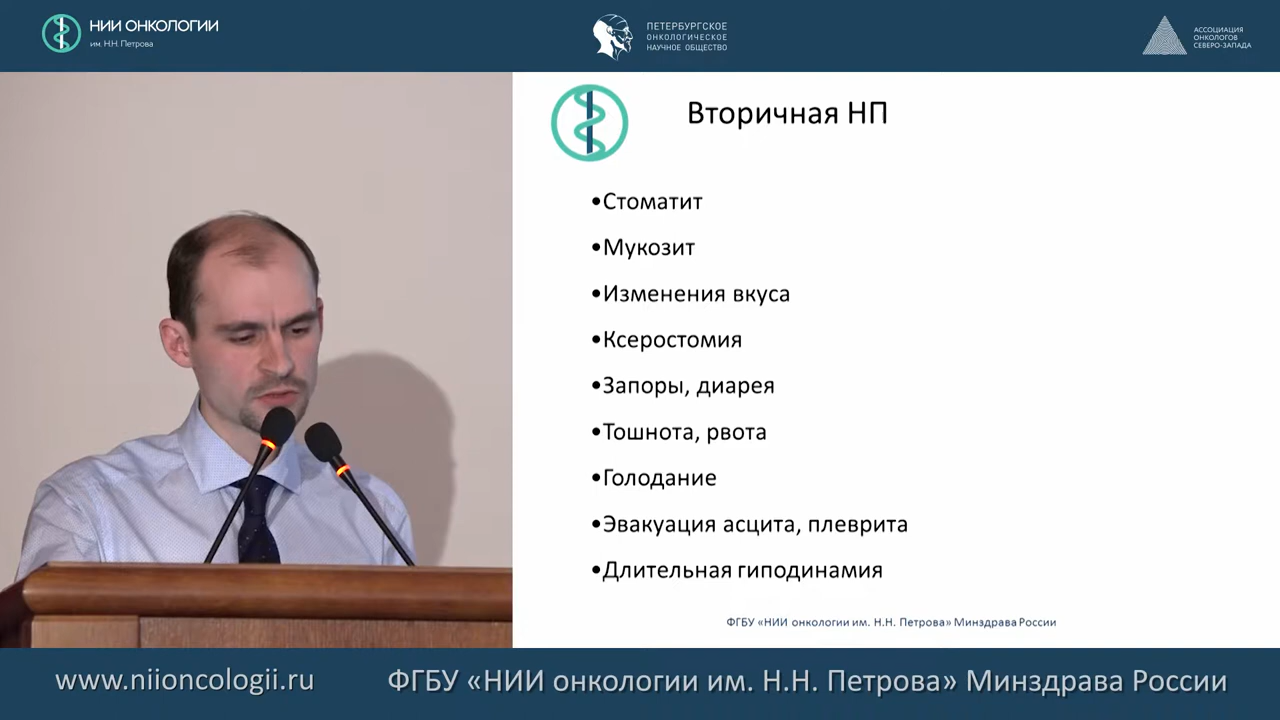 НИИ ОНКОЛОГИИ
им. Н.Н. Петрова
ПЕТЕРБУРГСКОЕ
ОНКОЛОГИЧЕСКОЕ
НАУЧНОЕ ОБЩЕСТВО
АССОЦИАЦИЯ
ОНКОЛОГОВ
СЕВЕРО-ЗАПАДА
Вторичная НП
•Стоматит
•Мукозит
•Изменения вкуса
•Ксеростомия
•Запоры, диарея
•Тошнота, рвота
•Голодание
•Эвакуация асцита, плеврита
•Длительная гиподинамия
ФГБУ «НИИ онкологии им. Н.Н. Петрова» Минздрава России
www.niioncologii.ru
ФГБУ «НИИ онкологии им. Н.Н. Петрова» Минздрава России